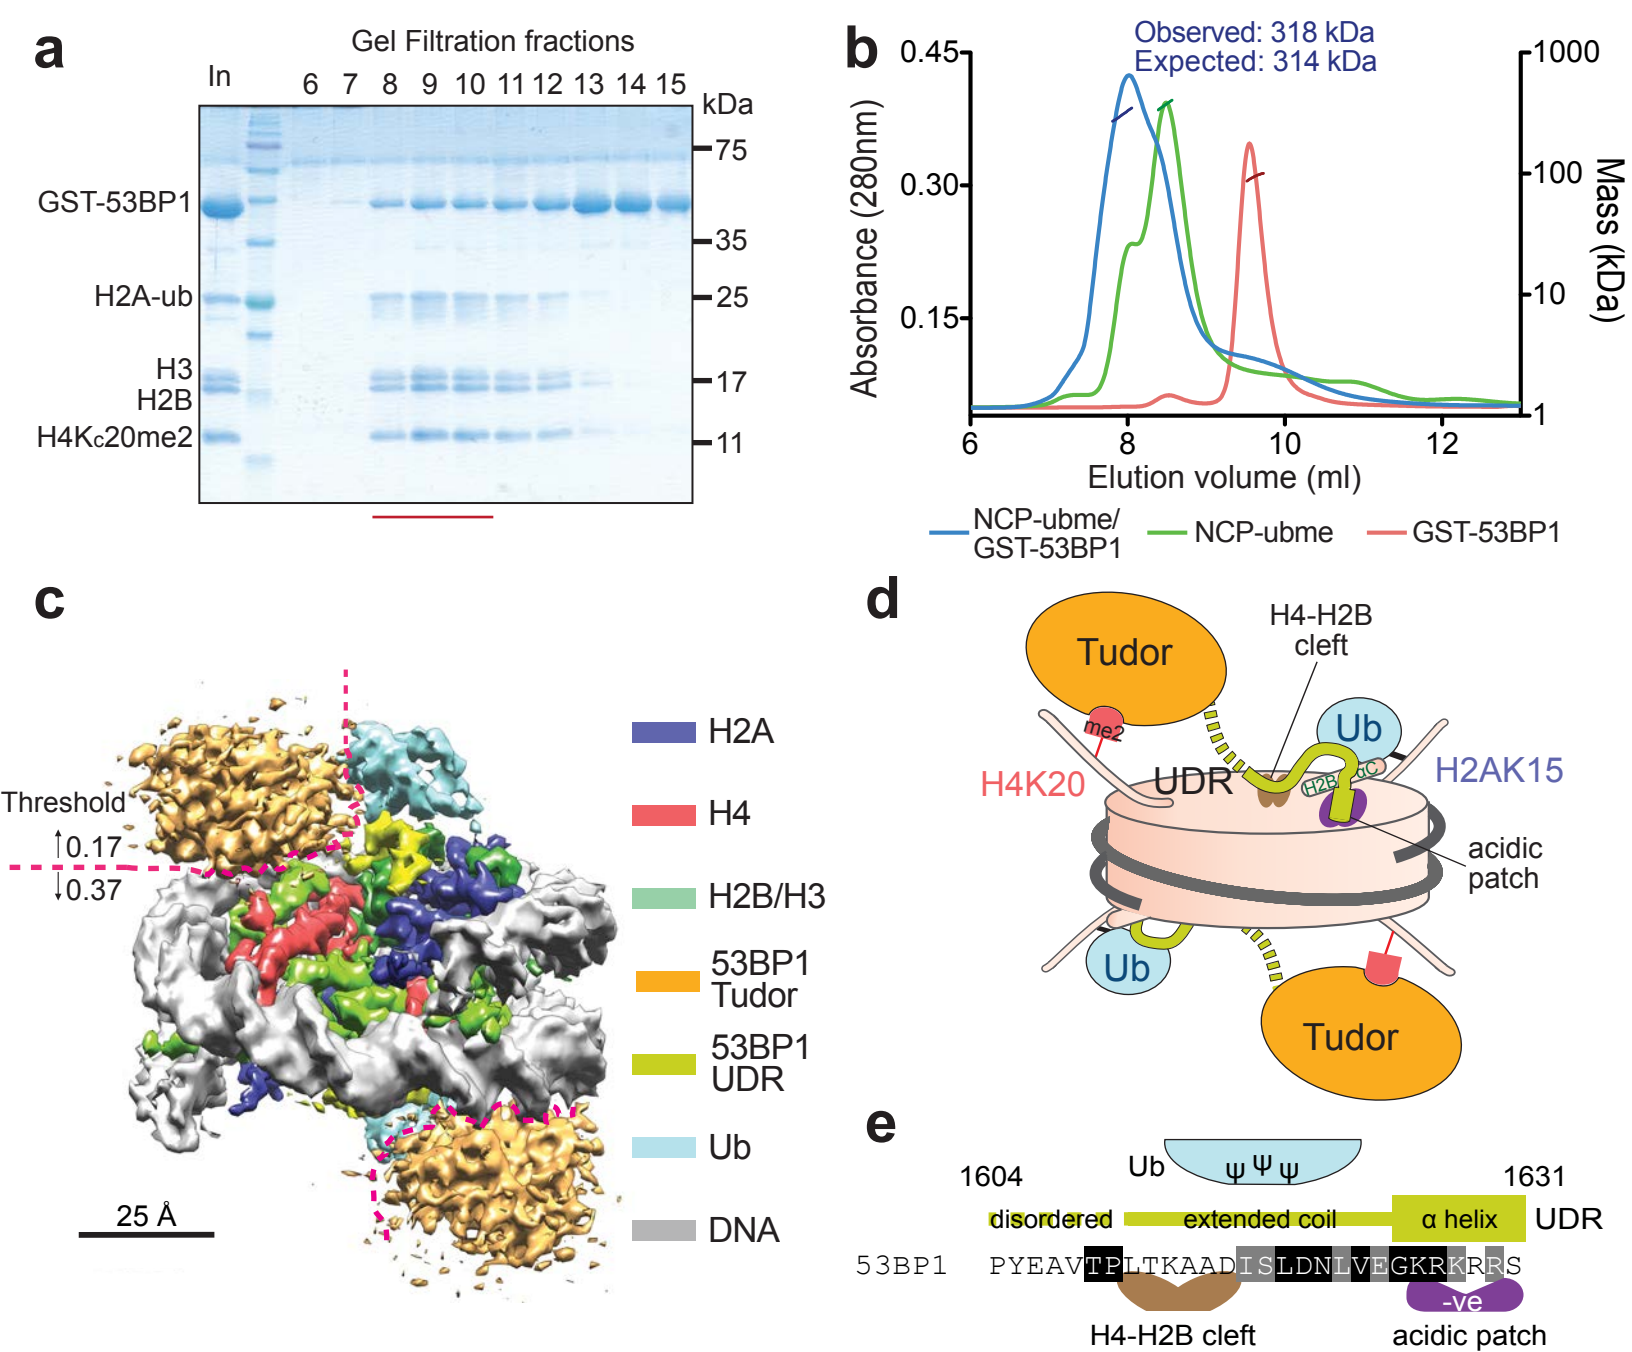 a
Gel Filtration fractions
In
6 7 8 9 10 11 12 13 14 15
kDa
75
GST-53BP1
35
H2A-ub
25
H3
17
H2B
H4Kc20me2
11
b
Observed: 318 kDa
Expected: 314 kDa
0.45
0.30
0.15
Absorbance (280nm)
1000
100
10
1
Mass (kDa)
6 8 10 12
Elution volume (ml)
NCP-ubme/
GST-53BP1
NCP-ubme
GST-53BP1
c
Threshold
↑0.17
↓0.37
25 Å
H2A
H4
H2B/H3
53BP1
Tudor
53BP1
UDR
Ub
DNA
d
H4-H2B
cleft
Tudor
me2
Ub
H4K20
UDR
H2B
αC
H2AK15
acidic
patch
Ub
Tudor
e
Ub
ψ ψ ψ
1604
1631
disordered
extended coil
α helix
UDR
53BP1
PYEAVTPLTKAADISLDNLVEGKRKRRS
-ve
H4-H2B cleft
acidic patch